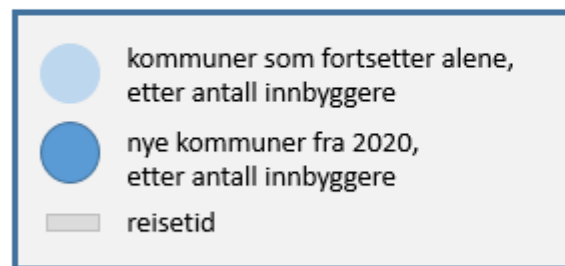 kommuner som fortsetter alene,
etter antall innbyggere
nye kommuner fra 2020,
etter antall innbyggere
reisetid